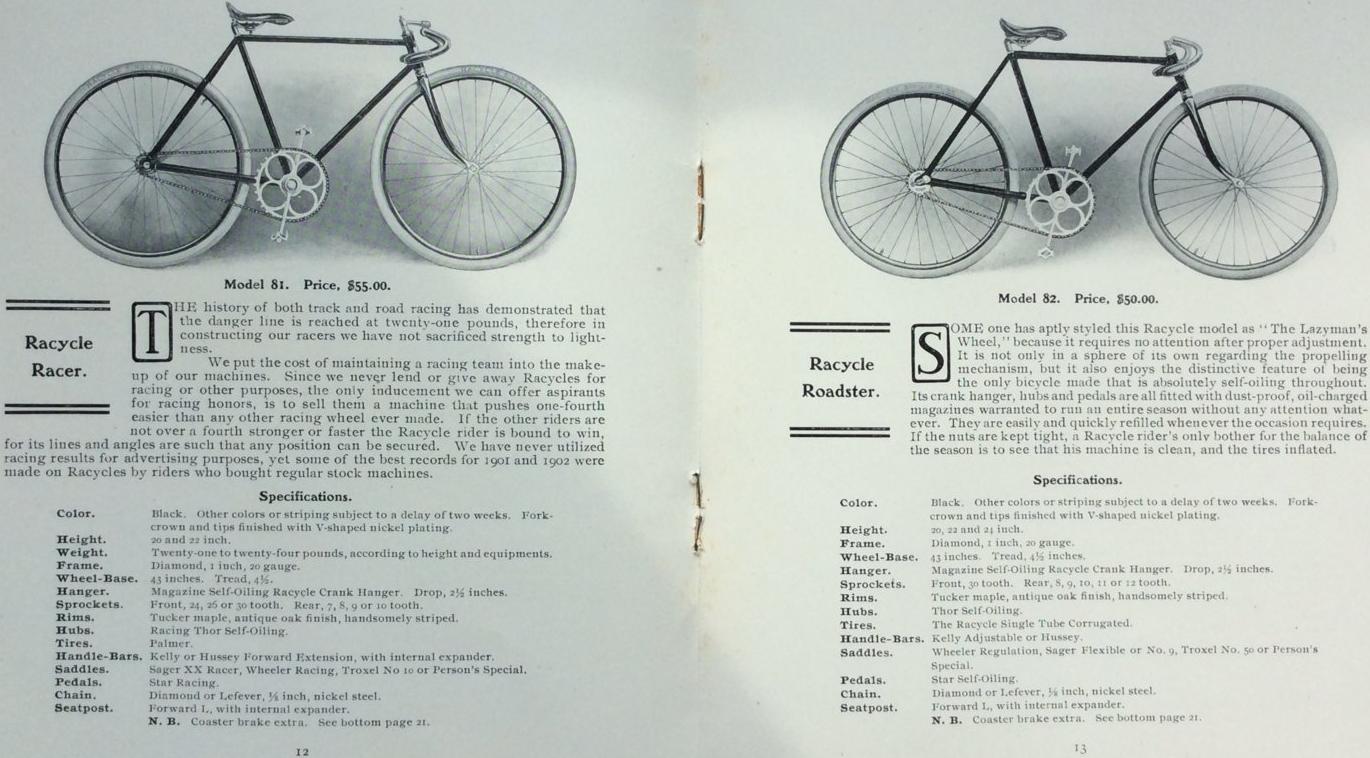 Model 81. Price, $55.00.
Racycle
Racer.
THE history of both track and road racing has demonstrated that
the danger line is reached at twenty-one pounds, therefore in
constructing our racers we have not sacrificed strength to light-
ness.
We put the cost of maintaining a racing team into the make-
up of our machines. Since we never lend or give away Racycles for
racing or other purposes, the only inducement we can offer aspirants
for racing honors, is to sell them a machine that pushes one-fourth
easier than any other racing wheel ever made. If the other riders are
not over a fourth stronger or faster the Racycle rider is bound to win,
for its lines and angles are such that any position can be secured. We have never utilized
racing results for advertising purposes, yet some of the best records for 1901 and 1902 were
made on Racycles by riders who bought regular stock machines.
Specifications.
Color. Black. Other colors or striping subject to a delay of two weeks. Fork-
crown and tips finished with V-shaped nickel plating.
Height. 20 and 22 inch.
Weight. Twenty-one to twenty-four pounds, according to height and equipments.
Frame. Diamond, 1 inch, 20 gauge.
Wheel-Base. 43 inches. Tread, 4½.
Hanger. Magazine Self-Oiling Racycle Crank Hanger. Drop, 2½ inches.
Sprockets. Front, 24, 26 or 30 tooth. Rear, 7, 8, 9 or 10 tooth.
Rims. Tucker maple, antique oak finish, handsomely striped.
Hubs. Racing Thor Self-Oiling.
Tires. Palmer.
Handle-Bars. Kelly or Hussey Forward Extension, with internal expander.
Saddles. Sager XX Racer, Wheeler Racing, Troxel No 10 or Person's Special.
Pedals. Star Racing.
Chain. Diamond or Lefever, ⅛ inch, nickel steel.
Seatpost. Forward L, with internal expander.
N. B. Coaster brake extra. See bottom page 21.
12
Model 82. Price, $50.00.
Racycle
Roadster.
SOME one has aptly styled this Racycle model as "The Lazyman's
Wheel," because it requires no attention after proper adjustment.
It is not only in a sphere of its own regarding the propelling
mechanism, but it also enjoys the distinctive feature of being
the only bicycle made that is absolutely self-oiling throughout.
Its crank hanger, hubs and pedals are all fitted with dust-proof, oil-charged
magazines warranted to run an entire season without any attention what-
ever. They are easily and quickly refilled whenever the occasion requires.
If the nuts are kept tight, a Racycle rider's only bother for the balance of
the season is to see that his machine is clean, and the tires inflated.
Specifications.
Color. Black. Other colors or striping subject to a delay of two weeks. Fork-
crown and tips finished with V-shaped nickel plating.
Height. 20, 22 and 24 inch.
Frame. Diamond, 1 inch, 20 gauge.
Wheel-Base. 43 inches. Tread, 4½ inches.
Hanger. Magazine Self-Oiling Racycle Crank Hanger. Drop, 2½ inches.
Sprockets. Front, 30 tooth. Rear, 8, 9, 10, 11 or 12 tooth.
Rims. Tucker maple, antique oak finish, handsomely striped.
Hubs. Thor Self-Oiling.
Tires. The Racycle Single Tube Corrugated.
Handle-Bars. Kelly Adjustable or Hussey.
Saddles. Wheeler Regulation, Sager Flexible or No. 9, Troxel No. 50 or Person's
Special.
Pedals. Star Self-Oiling.
Chain. Diamond or Lefever, ⅛ inch, nickel steel.
Seatpost. Forward L, with internal expander.
N. B. Coaster brake extra. See bottom page 21.
13